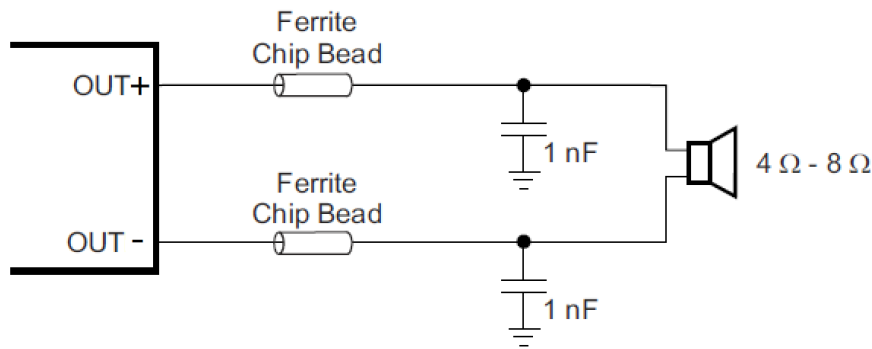 Ferrite
Chip Bead
OUT+
1 nF
4 Ω - 8 Ω
Ferrite
Chip Bead
OUT -
1 nF